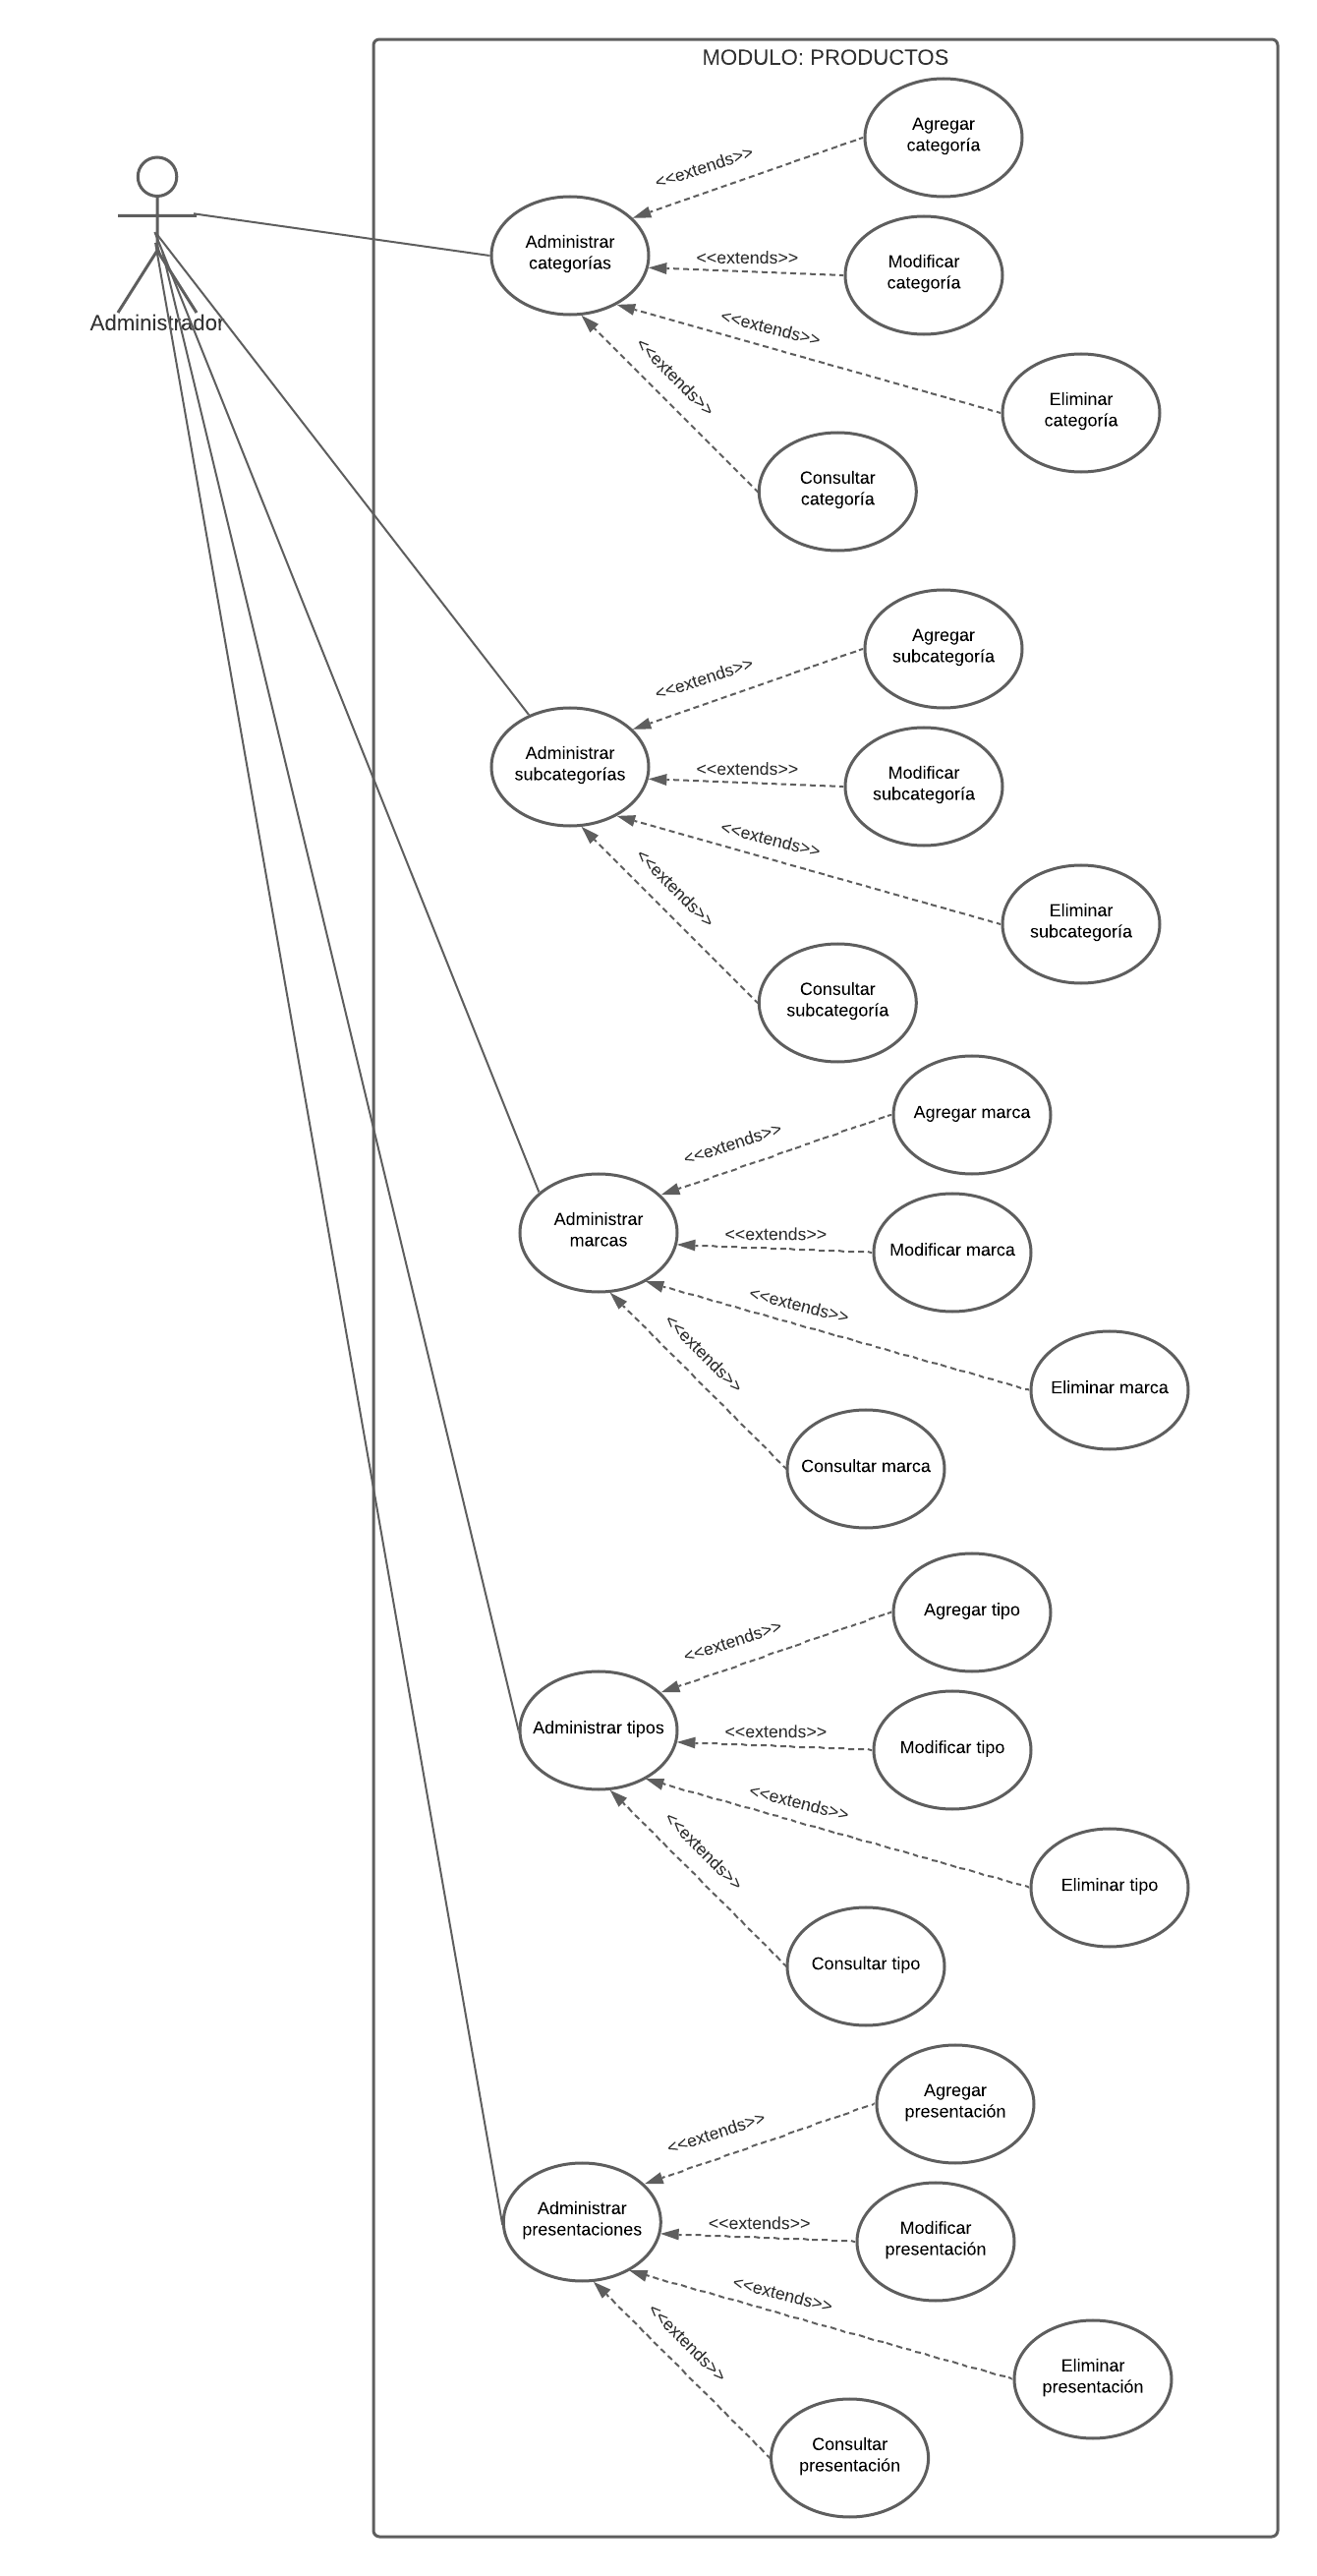 MODULO: PRODUCTOS
Administrador
Agregar
categoría
<<extends>>
Administrar
categorías
<<extends>>
Modificar
categoría
<<extends>>
Eliminar
categoría
<<extends>>
Consultar
categoría
Agregar
subcategoría
<<extends>>
Administrar
subcategorías
<<extends>>
Modificar
subcategoría
<<extends>>
Eliminar
subcategoría
<<extends>>
Consultar
subcategoría
Agregar marca
<<extends>>
Administrar
marcas
<<extends>>
Modificar marca
<<extends>>
Eliminar marca
<<extends>>
Consultar marca
Agregar tipo
<<extends>>
Administrar tipos
<<extends>>
Modificar tipo
<<extends>>
Eliminar tipo
<<extends>>
Consultar tipo
Agregar
presentación
<<extends>>
Administrar
presentaciones
<<extends>>
Modificar
presentación
<<extends>>
Eliminar
presentación
<<extends>>
Consultar
presentación